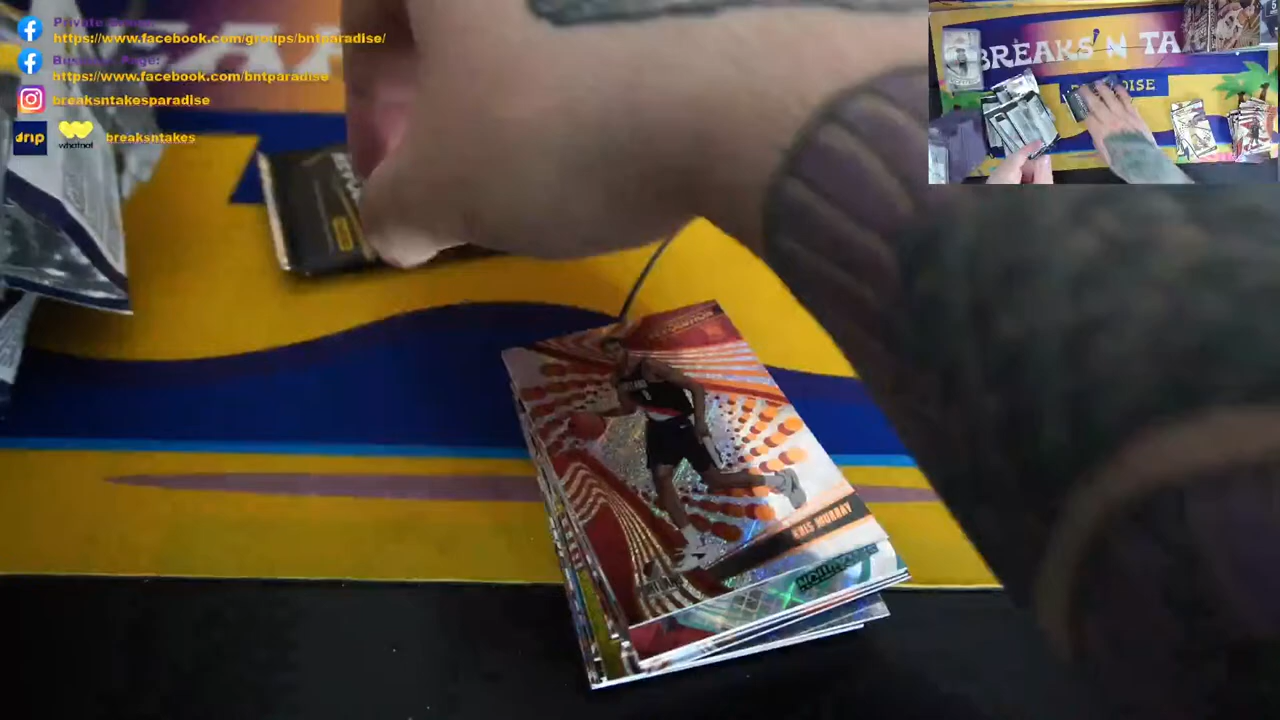 Private Group:
https://www.facebook.com/groups/bntparadise/
Business Page:
https://www.facebook.com/bntparadise
breaksntakesparadise
drip
whatnot
breaksntakes
BREAKS N TA
DISE
KRIS MURRAY